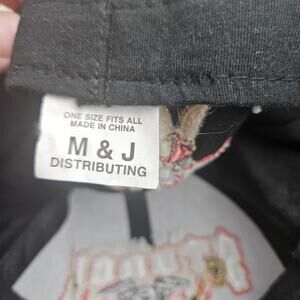 ONE SIZE FITS ALL
MADE IN CHINA
M & J
DISTRIBUTING